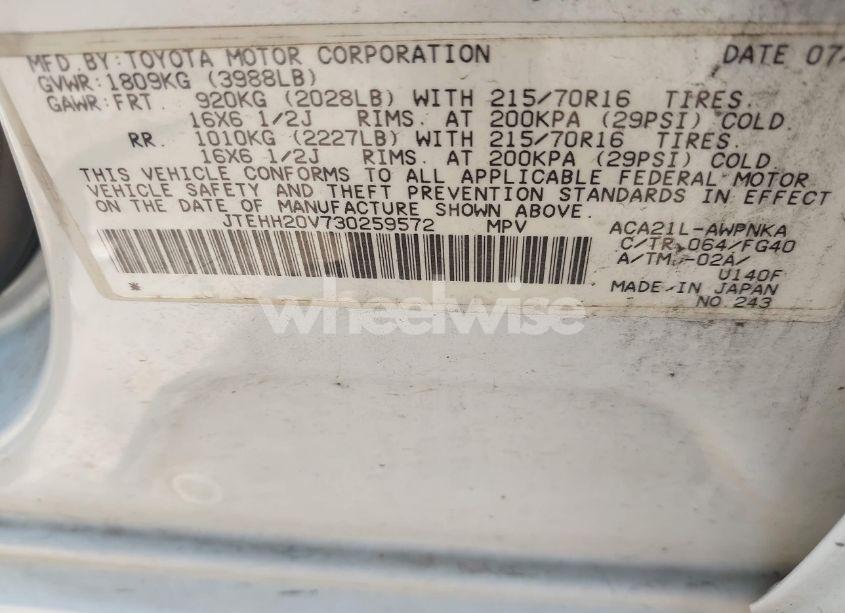 MFD.BY:TOYOTA MOTOR CORPORATION DATE 07
GVWR:1809KG (3988LB)
GAWR:FRT. 920KG (2028LB) WITH 215/70R16 TIRES.
16X6 1/2J RIMS. AT 200KPA (29PSI) COLD.
RR. 1010KG (2227LB) WITH 215/70R16 TIRES.
16X6 1/2J RIMS. AT 200KPA (29PSI) COLD.
THIS VEHICLE CONFORMS TO ALL APPLICABLE FEDERAL MOTOR
VEHICLE SAFETY AND THEFT PREVENTION STANDARDS IN EFFECT
ON THE DATE OF MANUFACTURE SHOWN ABOVE.
JTEHH20V730259572 MPV ACA21L-AWPNKA
C/TR 064/FG40
A/TM -02A/
U140F
MADE IN JAPAN
NO 243
wheelwise